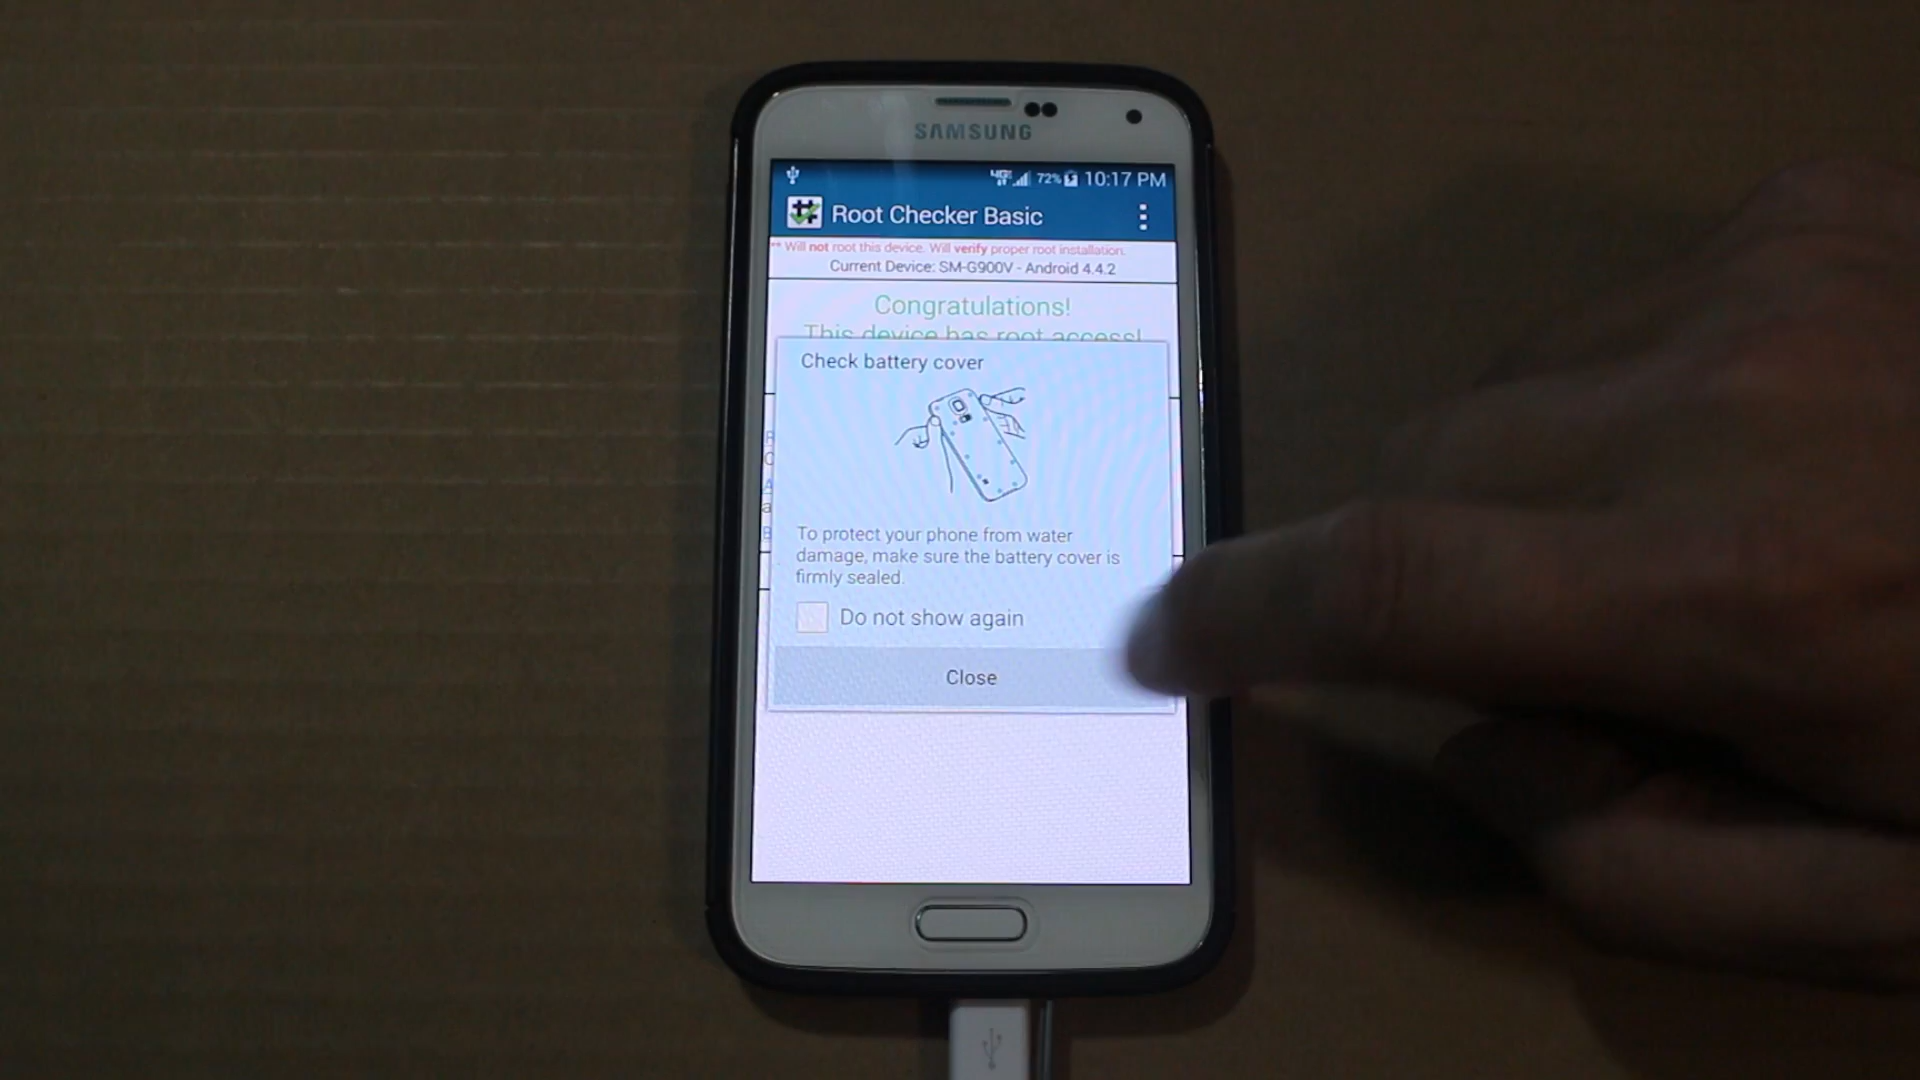 SAMSUNG
4G 72% 10:17 PM
Root Checker Basic
** Will not root this device. Will verify proper root installation.
Current Device: SM-G900V - Android 4.4.2
Congratulations!
This device has root access!
Check battery cover
R
C
A
a
B
To protect your phone from water
damage, make sure the battery cover is
firmly sealed.
Do not show again
Close